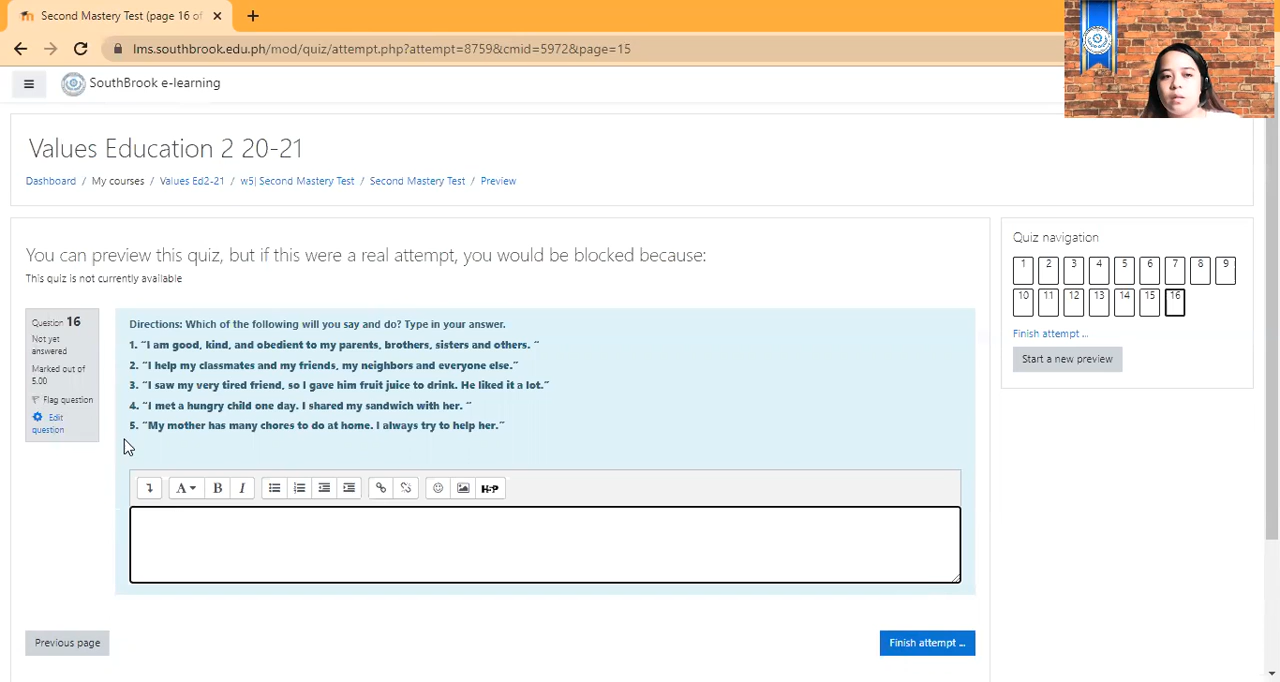 Second Mastery Test (page 16 of
lms.southbrook.edu.ph/mod/quiz/attempt.php?attempt=8759&cmid=5972&page=15
SouthBrook e-learning
Values Education 2 20-21
Dashboard / My courses / Values Ed2-21 / w5| Second Mastery Test / Second Mastery Test / Preview
You can preview this quiz, but if this were a real attempt, you would be blocked because:
This quiz is not currently available
Question 16
Not yet
answered
Marked out of
5.00
Flag question
Edit
question
Directions: Which of the following will you say and do? Type in your answer.
1. “I am good, kind, and obedient to my parents, brothers, sisters and others. “
2. “I help my classmates and my friends, my neighbors and everyone else.”
3. “I saw my very tired friend, so I gave him fruit juice to drink. He liked it a lot.”
4. “I met a hungry child one day. I shared my sandwich with her. “
5. “My mother has many chores to do at home. I always try to help her.”
A B I H-P
Previous page
Finish attempt ...
Quiz navigation
1 2 3 4 5 6 7 8 9
10 11 12 13 14 15 16
Finish attempt ...
Start a new preview